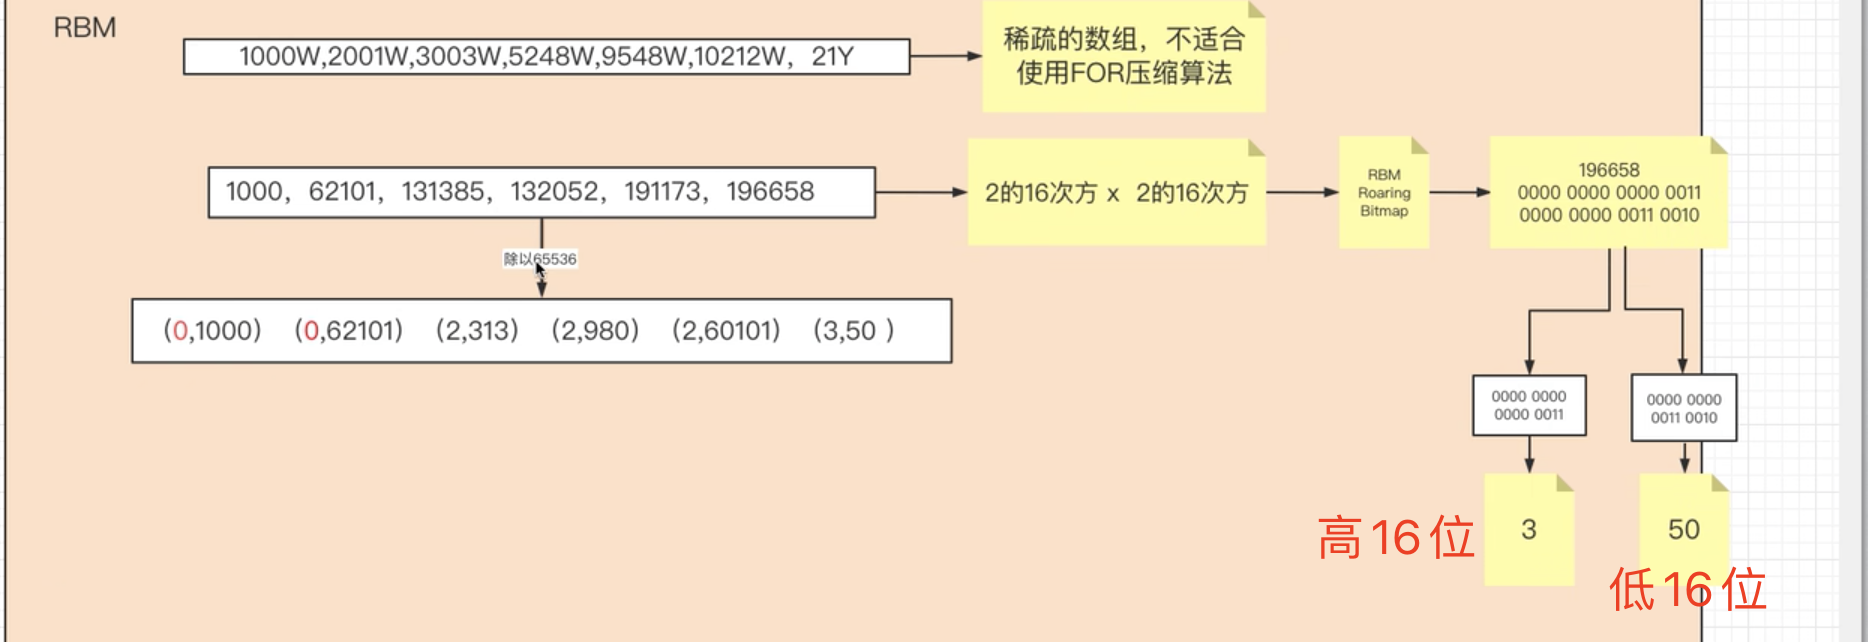 RBM
1000W,2001W,3003W,5248W,9548W,10212W，21Y
稀疏的数组，不适合
使用FOR压缩算法
1000，62101，131385，132052，191173，196658
2的16次方 x 2的16次方
RBM
Roaring
Bitmap
196658
0000 0000 0000 0011
0000 0000 0011 0010
除以65536
（0,1000） （0,62101） （2,313） （2,980） （2,60101） （3,50 ）
0000 0000
0000 0011
0000 0000
0011 0010
高16位
3
50
低16位